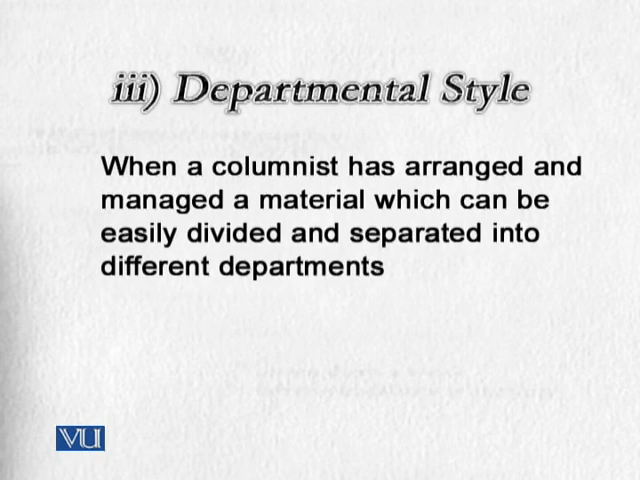 iii) Departmental Style
When a columnist has arranged and
managed a material which can be
easily divided and separated into
different departments
VU